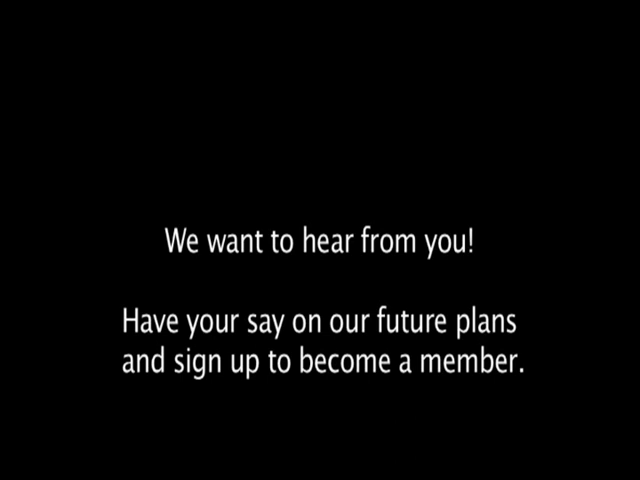 We want to hear from you!
Have your say on our future plans
and sign up to become a member.